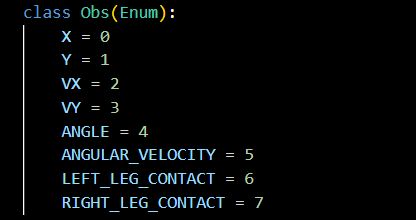 class Obs(Enum):
    X = 0
    Y = 1
    VX = 2
    VY = 3
    ANGLE = 4
    ANGULAR_VELOCITY = 5
    LEFT_LEG_CONTACT = 6
    RIGHT_LEG_CONTACT = 7